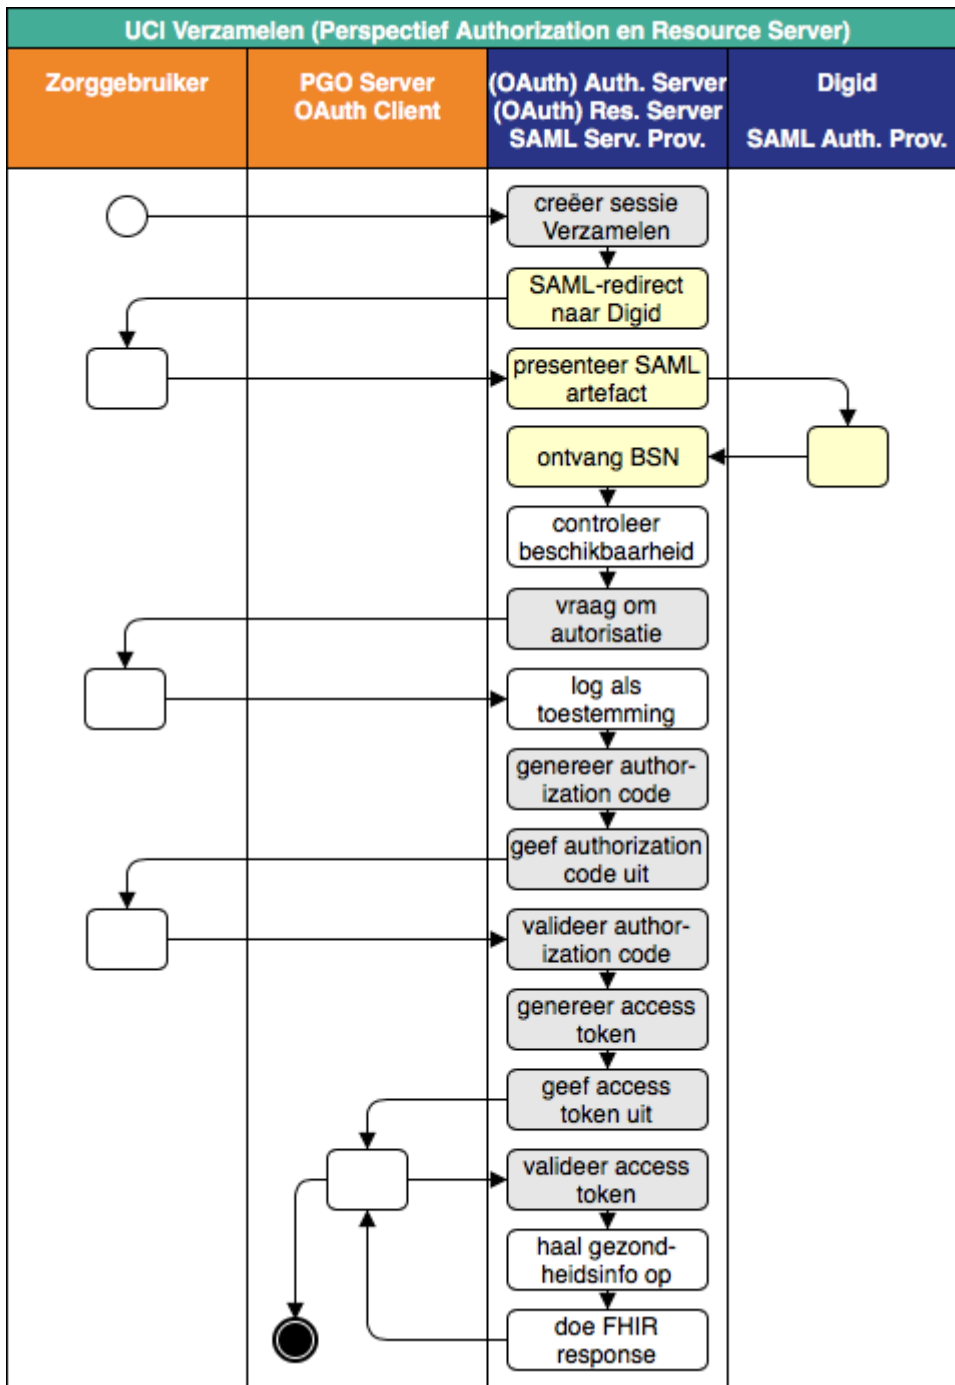 UCI Verzamelen (Perspectief Authorization en Resource Server)
Zorggebruiker
PGO Server
OAuth Client
(OAuth) Auth. Server
(OAuth) Res. Server
SAML Serv. Prov.
Digid
SAML Auth. Prov.
creëer sessie
Verzamelen
SAML-redirect
naar Digid
presenteer SAML
artefact
ontvang BSN
controleer
beschikbaarheid
vraag om
autorisatie
log als
toestemming
genereer author-
ization code
geef authorization
code uit
valideer author-
ization code
genereer access
token
geef access
token uit
valideer access
token
haal gezond-
heidsinfo op
doe FHIR
response